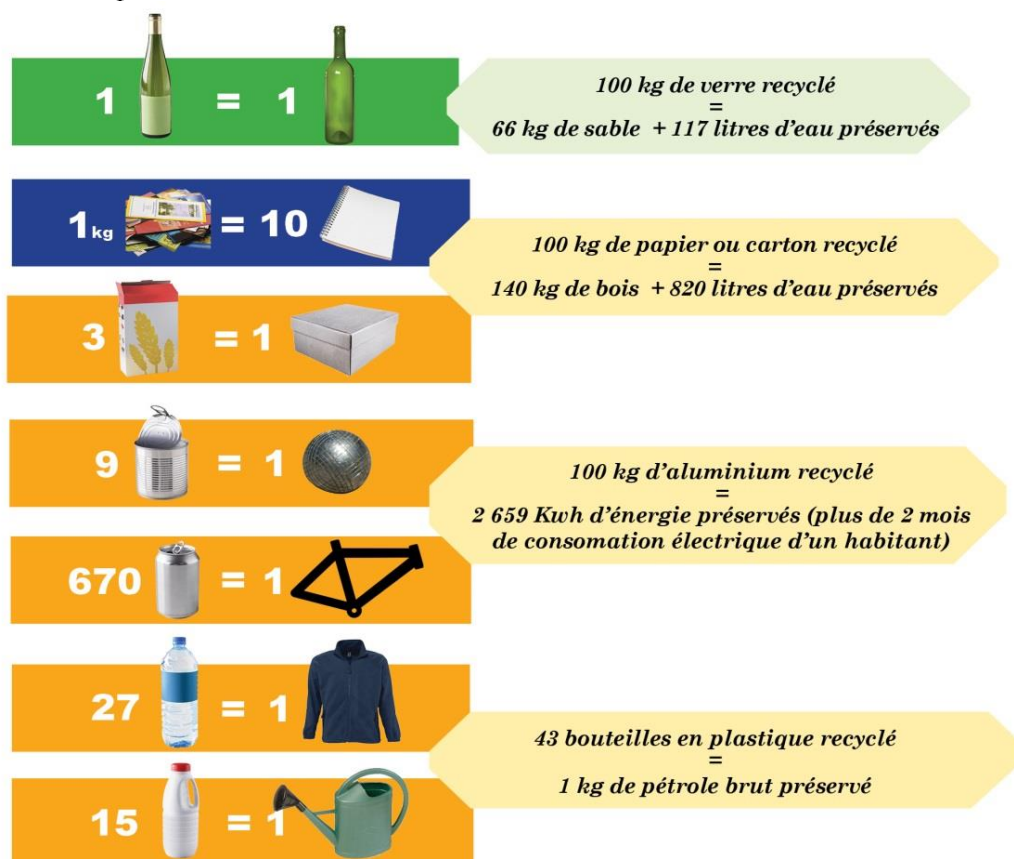 1 = 1
100 kg de verre recyclé
=
66 kg de sable + 117 litres d'eau préservés
1kg = 10
100 kg de papier ou carton recyclé
=
140 kg de bois + 820 litres d'eau préservés
3 = 1
9 = 1
100 kg d'aluminium recyclé
=
2 659 Kwh d'énergie préservés (plus de 2 mois
de consomation électrique d'un habitant)
670 = 1
27 = 1
43 bouteilles en plastique recyclé
=
1 kg de pétrole brut préservé
15 = 1